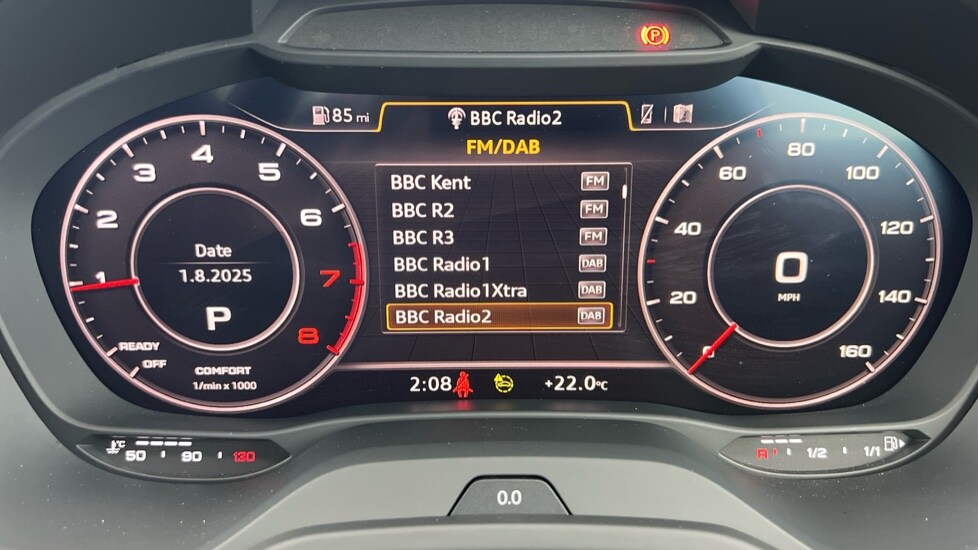 P
85 mi
BBC Radio2
FM/DAB
BBC Kent FM
BBC R2 FM
BBC R3 FM
BBC Radio1 DAB
BBC Radio1Xtra DAB
BBC Radio2 DAB
1 2 3 4 5 6 7 8
Date
1.8.2025
P
READY
OFF
COMFORT
1/min x 1000
0 20 40 60 80 100 120 140 160
0
MPH
2:08
+22.0°C
°C
50 90 130
R 1/2 1/1
0.0